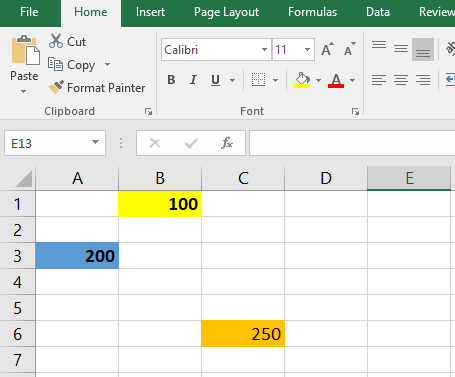 File Home Insert Page Layout Formulas Data Review
Paste
Cut
Copy
Format Painter
Clipboard
Calibri 11 A A
B I U A
Font
E13 fx
A B C D E
1 100
2
3 200
4
5
6 250
7